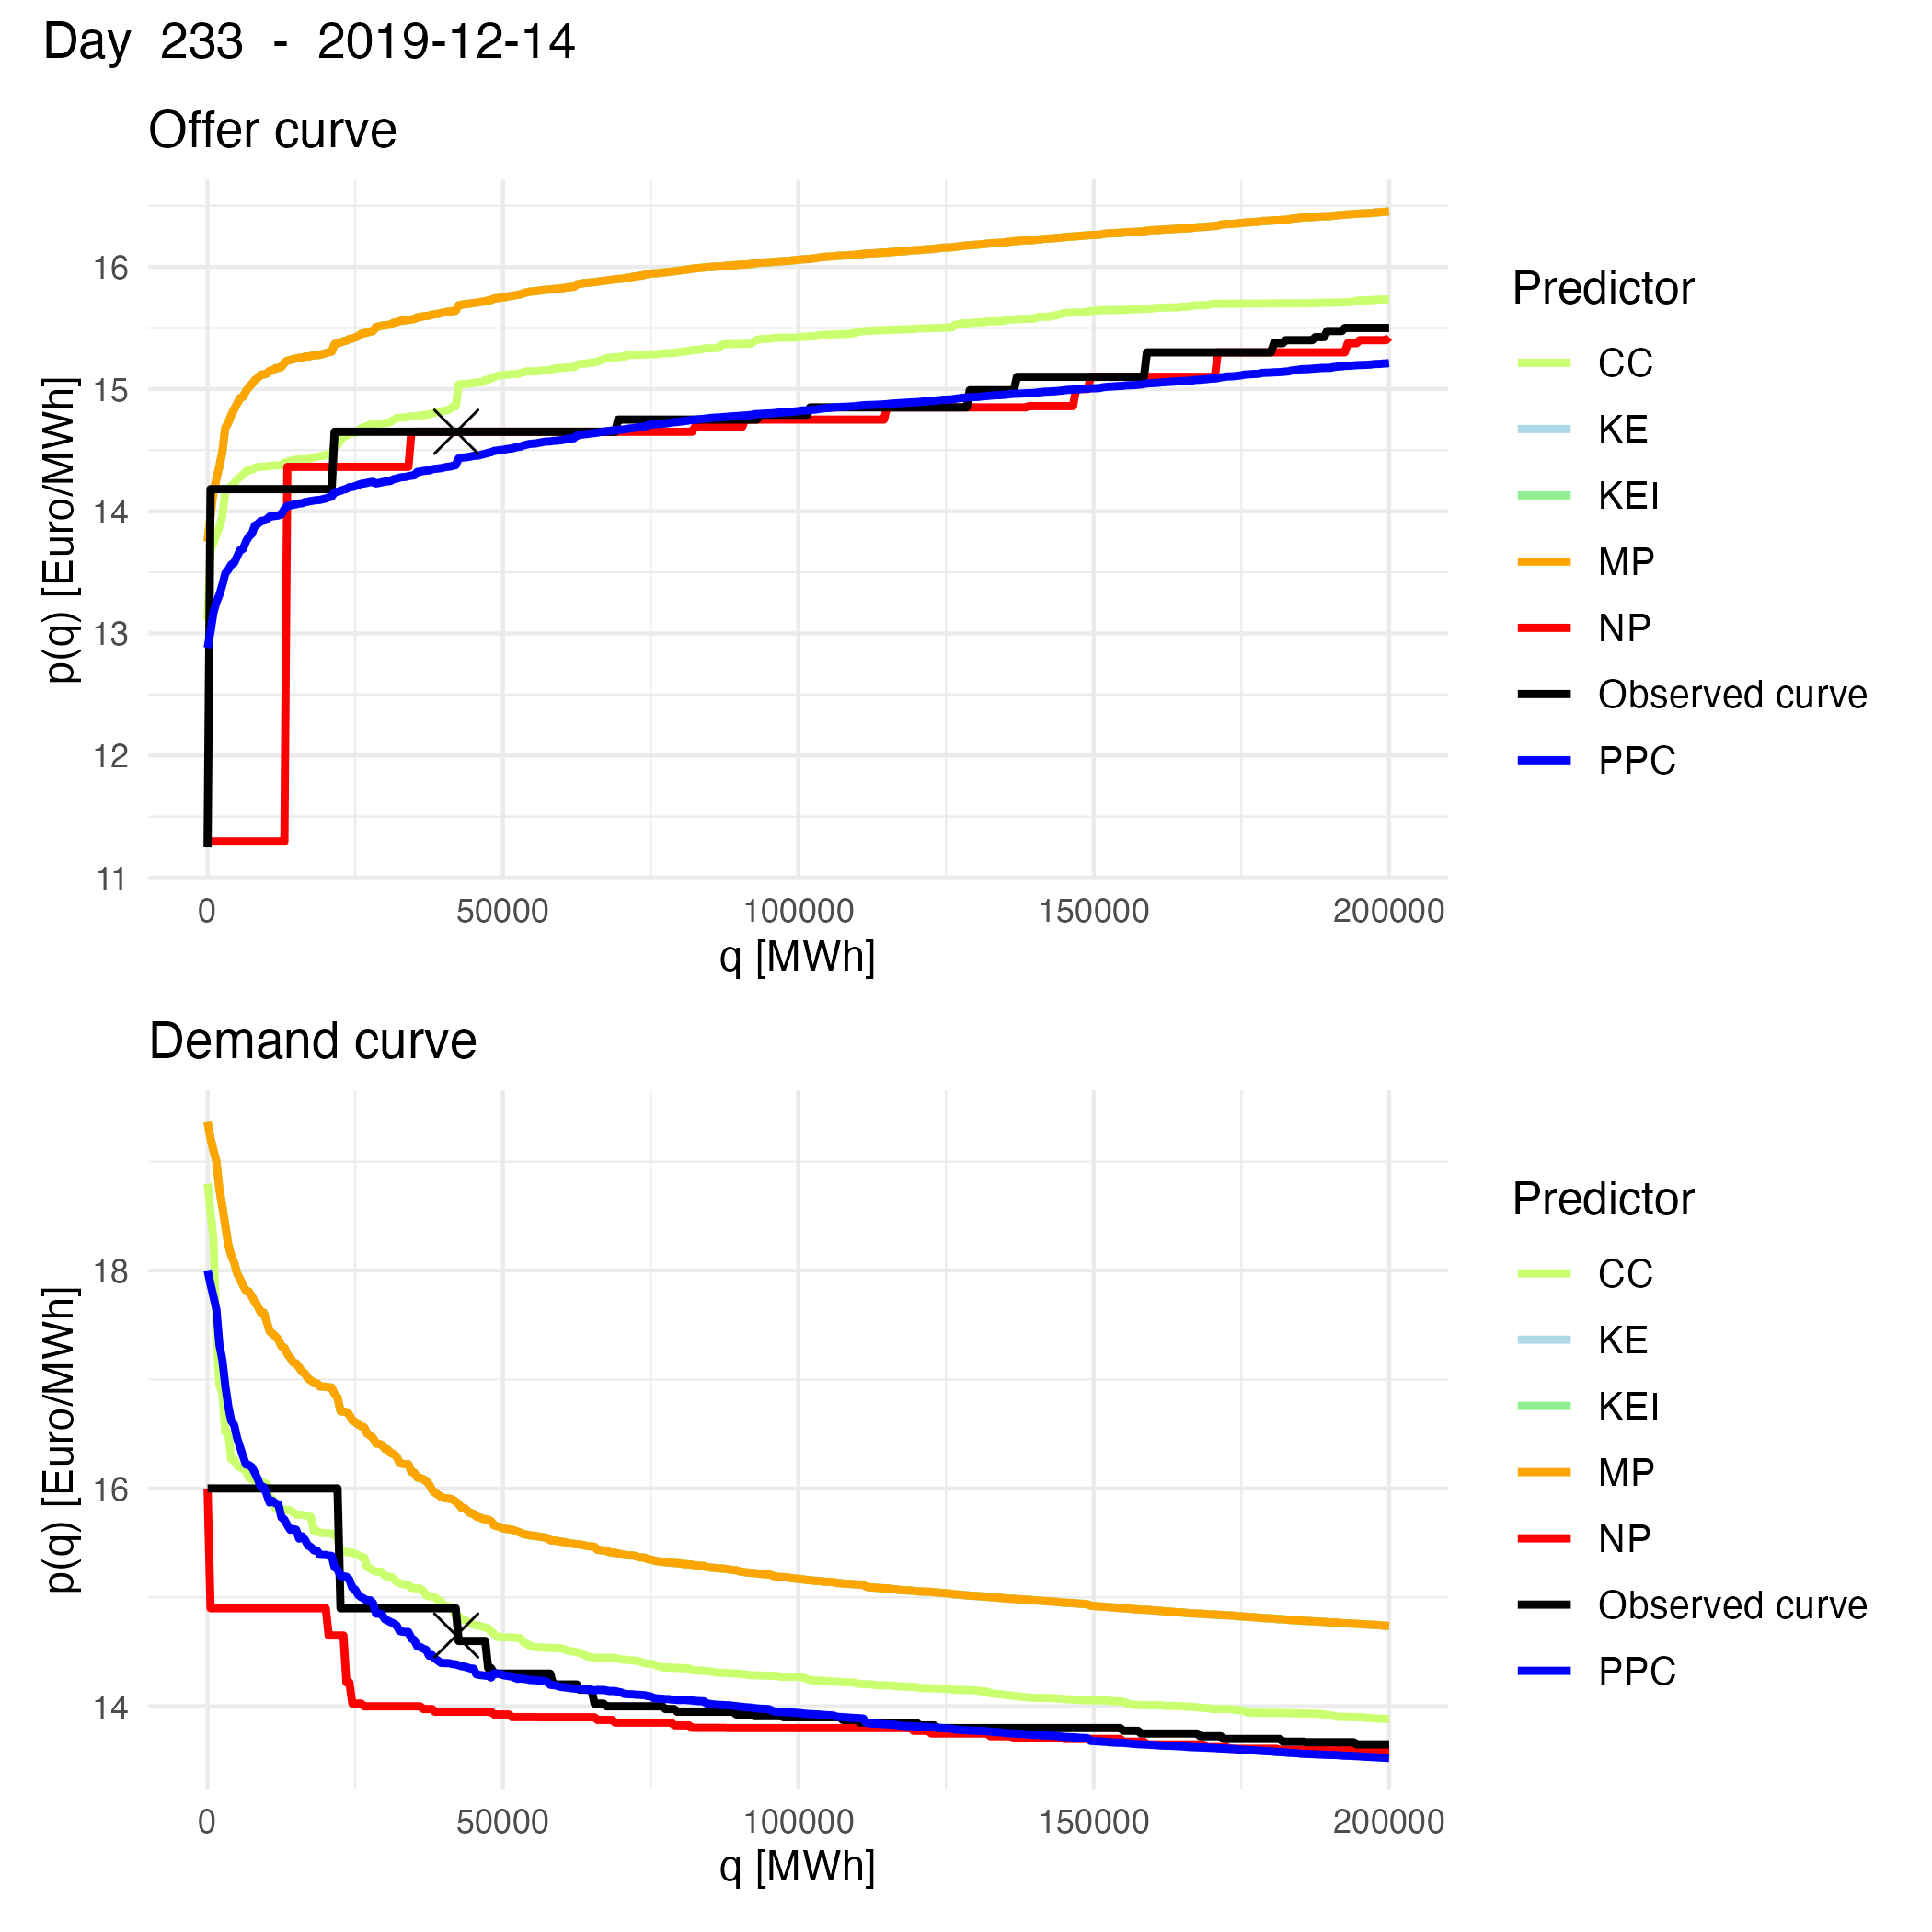 Day 233 - 2019-12-14
Offer curve
p(q) [Euro/MWh]
16
15
14
13
12
11
0 50000 100000 150000 200000
q [MWh]
Predictor
CC
KE
KEI
MP
NP
Observed curve
PPC
Demand curve
p(q) [Euro/MWh]
18
16
14
0 50000 100000 150000 200000
q [MWh]
Predictor
CC
KE
KEI
MP
NP
Observed curve
PPC